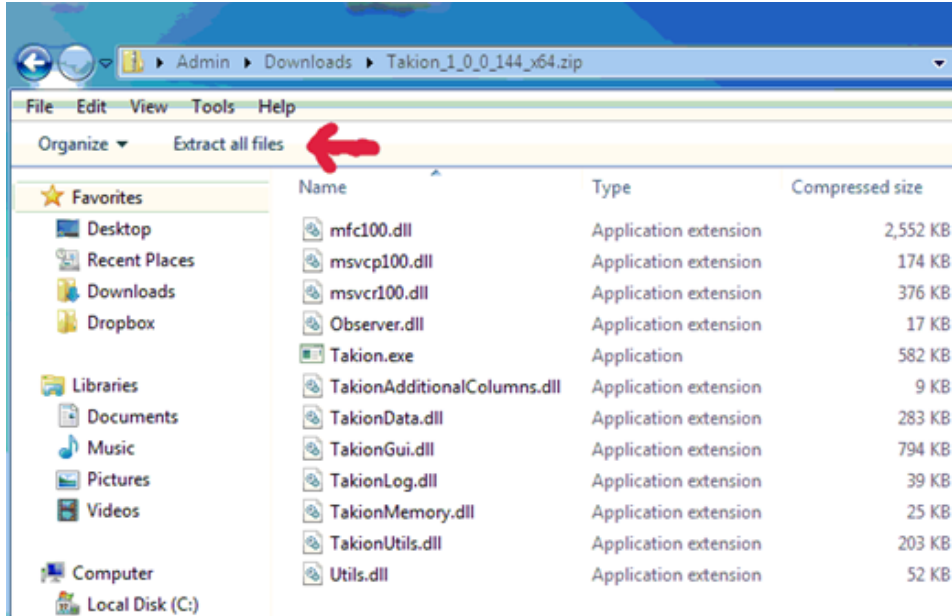 Admin Downloads Takion_1_0_0_144_x64.zip
File Edit View Tools Help
Organize Extract all files
Name Type Compressed size
Favorites
Desktop
Recent Places
Downloads
Dropbox
Libraries
Documents
Music
Pictures
Videos
Computer
Local Disk (C:)
mfc100.dll Application extension 2,552 KB
msvcp100.dll Application extension 174 KB
msvcr100.dll Application extension 376 KB
Observer.dll Application extension 17 KB
Takion.exe Application 582 KB
TakionAdditionalColumns.dll Application extension 9 KB
TakionData.dll Application extension 283 KB
TakionGui.dll Application extension 794 KB
TakionLog.dll Application extension 39 KB
TakionMemory.dll Application extension 25 KB
TakionUtils.dll Application extension 203 KB
Utils.dll Application extension 52 KB